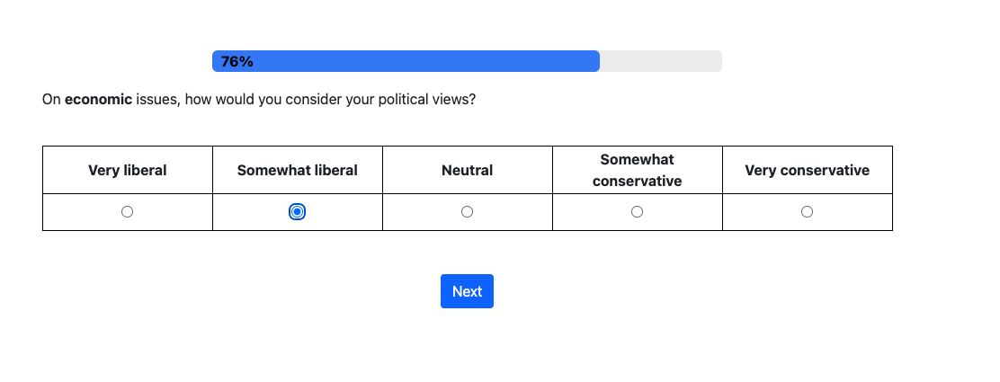 76%
On economic issues, how would you consider your political views?
Very liberal
Somewhat liberal
Neutral
Somewhat
conservative
Very conservative
Next